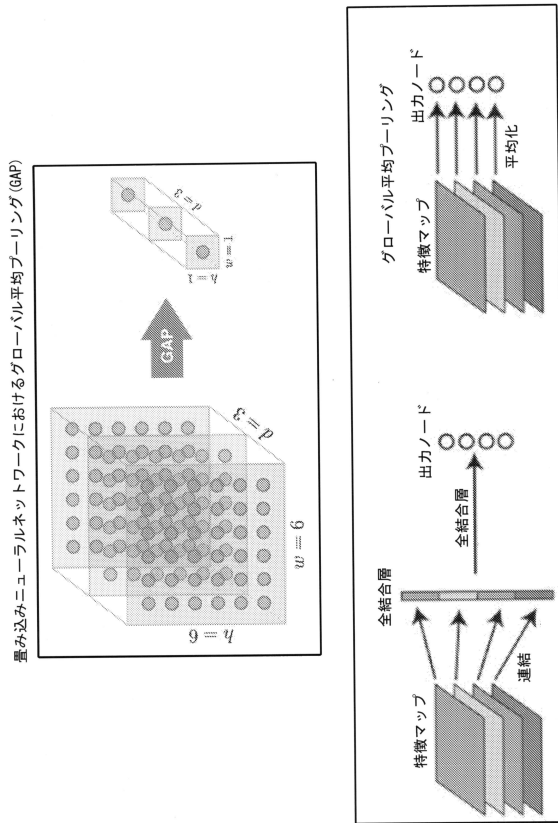 畳み込みニューラルネットワークにおけるグローバル平均プーリング(GAP)
h = 6
w = 6
d = 3
GAP
h = 1
w = 1
d = 3
特徴マップ
連結
全結合層
全結合層
出力ノード
グローバル平均プーリング
特徴マップ
平均化
出力ノード